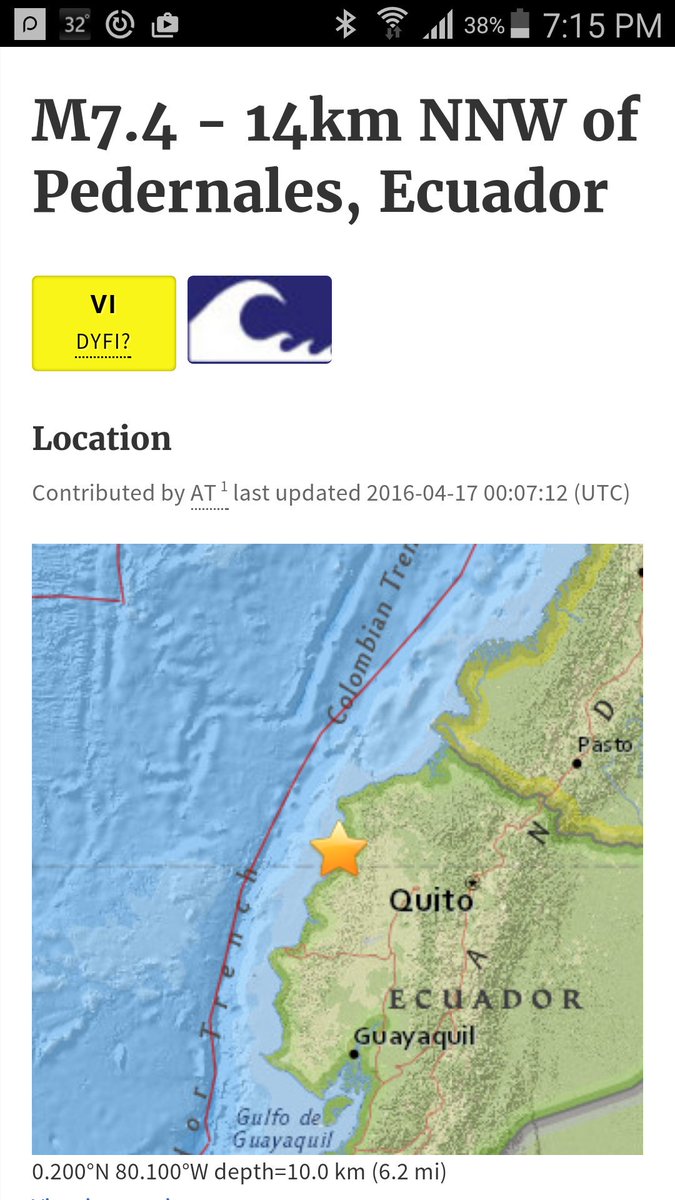 32°
38%
7:15 PM
M7.4 - 14km NNW of
Pedernales, Ecuador
VI
DYFI?
Location
Contributed by AT 1 last updated 2016-04-17 00:07:12 (UTC)
Colombian Tren
D
Pasto
N
Quito
A
Trench
ECUADOR
Guayaquil
dor
Gulfo de
Guayaquil
0.200°N 80.100°W depth=10.0 km (6.2 mi)